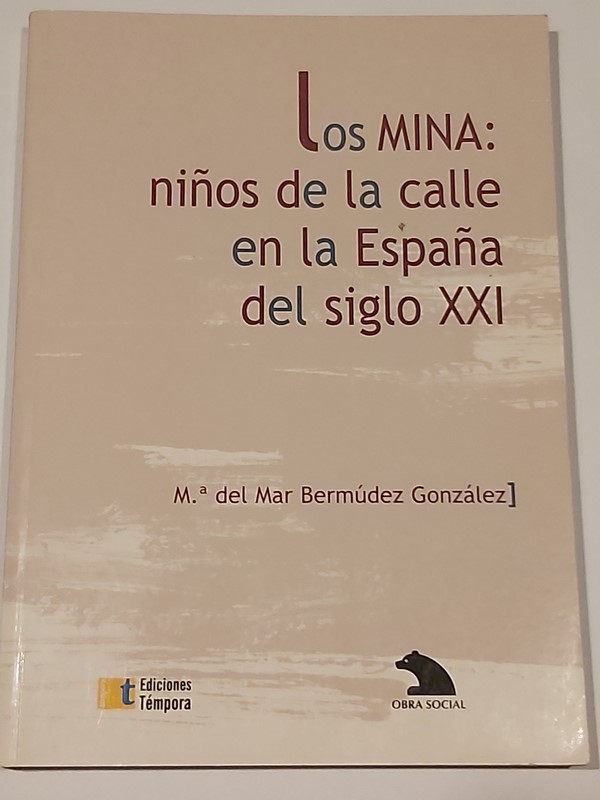 Los MINA:
niños de la calle
en la España
del siglo XXI
M.ª del Mar Bermúdez González]
t Ediciones
Témpora
OBRA SOCIAL